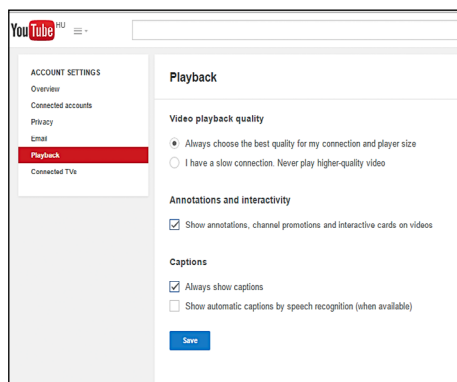 YouTube HU
ACCOUNT SETTINGS
Overview
Connected accounts
Privacy
Email
Playback
Connected TVs
Playback
Video playback quality
Always choose the best quality for my connection and player size
I have a slow connection. Never play higher-quality video
Annotations and interactivity
Show annotations, channel promotions and interactive cards on videos
Captions
Always show captions
Show automatic captions by speech recognition (when available)
Save